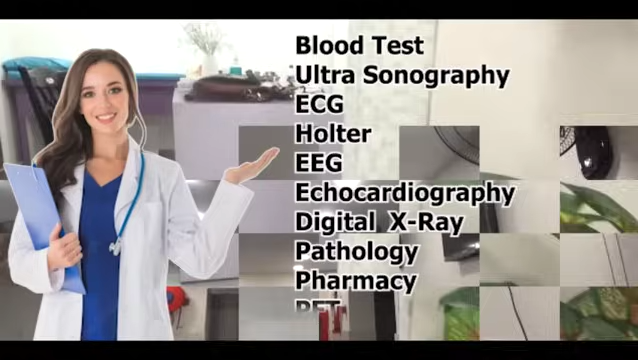 Blood Test
Ultra Sonography
ECG
Holter
EEG
Echocardiography
Digital X-Ray
Pathology
Pharmacy